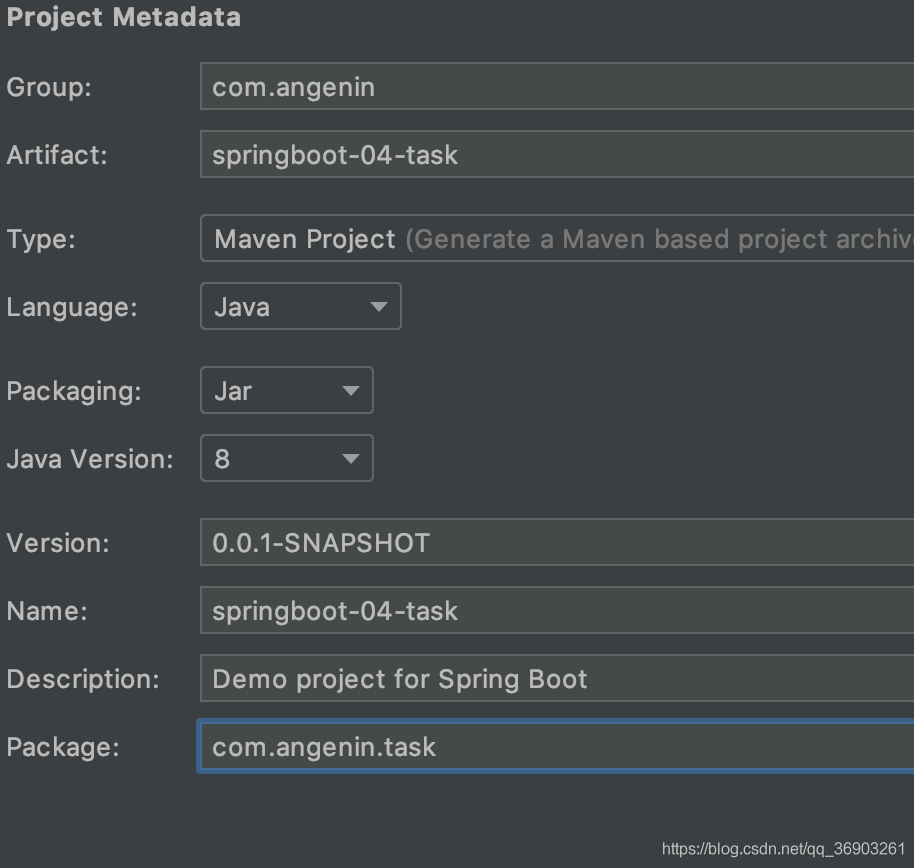 Project Metadata
Group: com.angenin
Artifact: springboot-04-task
Type: Maven Project (Generate a Maven based project archiv
Language: Java
Packaging: Jar
Java Version: 8
Version: 0.0.1-SNAPSHOT
Name: springboot-04-task
Description: Demo project for Spring Boot
Package: com.angenin.task
https://blog.csdn.net/qq_36903261